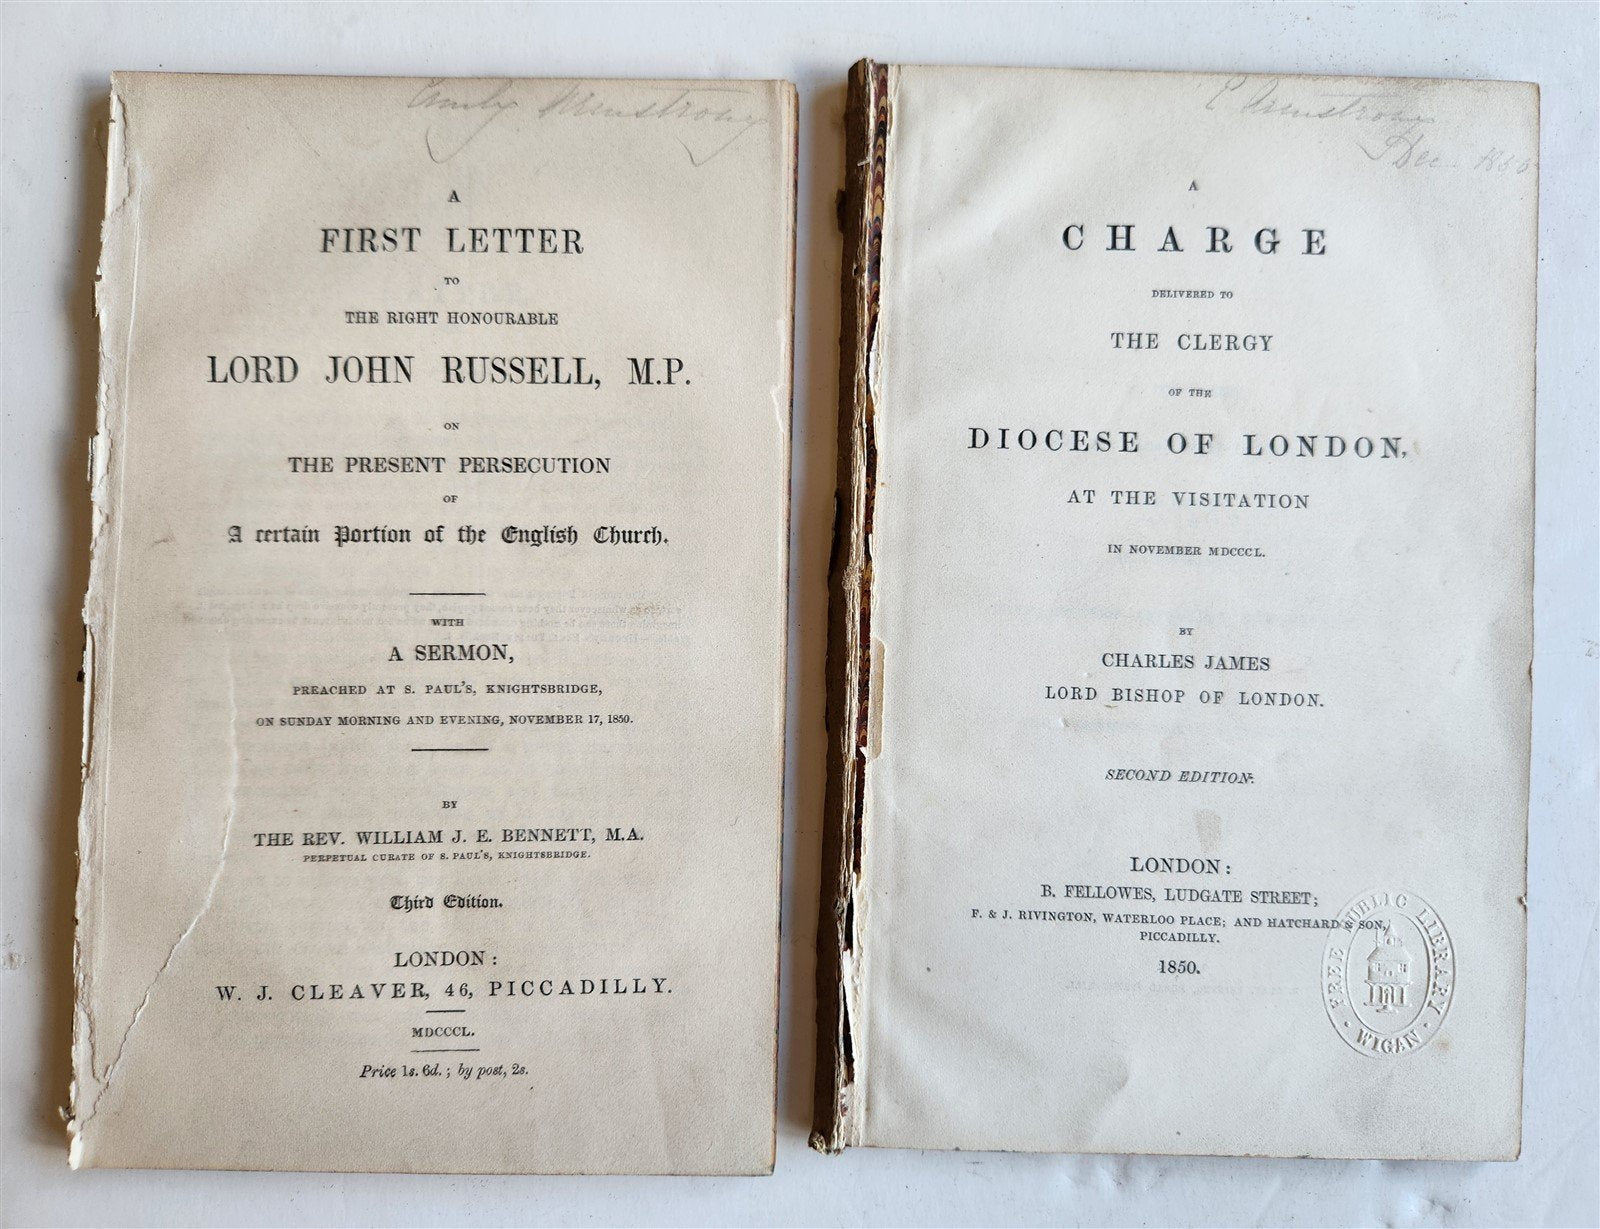 Emily Armstrong
A
FIRST LETTER
TO
THE RIGHT HONOURABLE
LORD JOHN RUSSELL, M.P.
ON
THE PRESENT PERSECUTION
OF
A certain Portion of the English Church.
WITH
A SERMON,
PREACHED AT S. PAUL'S, KNIGHTSBRIDGE,
ON SUNDAY MORNING AND EVENING, NOVEMBER 17, 1850.
BY
THE REV. WILLIAM J. E. BENNETT, M.A.
PERPETUAL CURATE OF S. PAUL'S, KNIGHTSBRIDGE.
Third Edition.
LONDON:
W. J. CLEAVER, 46, PICCADILLY.
MDCCCL.
Price 1s. 6d.; by post, 2s.
E Armstrong
Dec 1850
A
CHARGE
DELIVERED TO
THE CLERGY
OF THE
DIOCESE OF LONDON,
AT THE VISITATION
IN NOVEMBER MDCCCL.
BY
CHARLES JAMES
LORD BISHOP OF LONDON.
SECOND EDITION.
LONDON:
B. FELLOWES, LUDGATE STREET;
F. & J. RIVINGTON, WATERLOO PLACE; AND HATCHARD & SON,
PICCADILLY.
1850.
FREE PUBLIC LIBRARY
WIGAN